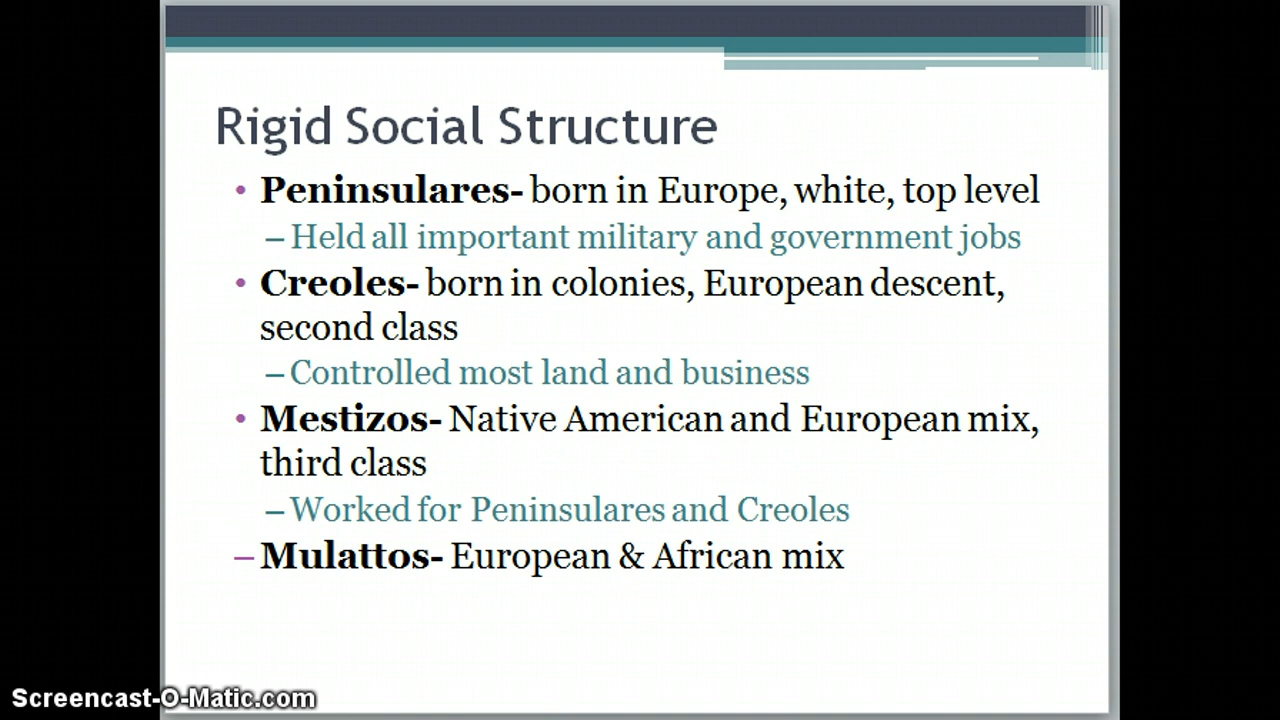 Rigid Social Structure
• Peninsulares- born in Europe, white, top level
– Held all important military and government jobs
• Creoles- born in colonies, European descent,
second class
– Controlled most land and business
• Mestizos- Native American and European mix,
third class
– Worked for Peninsulares and Creoles
– Mulattos- European & African mix
Screencast-O-Matic.com